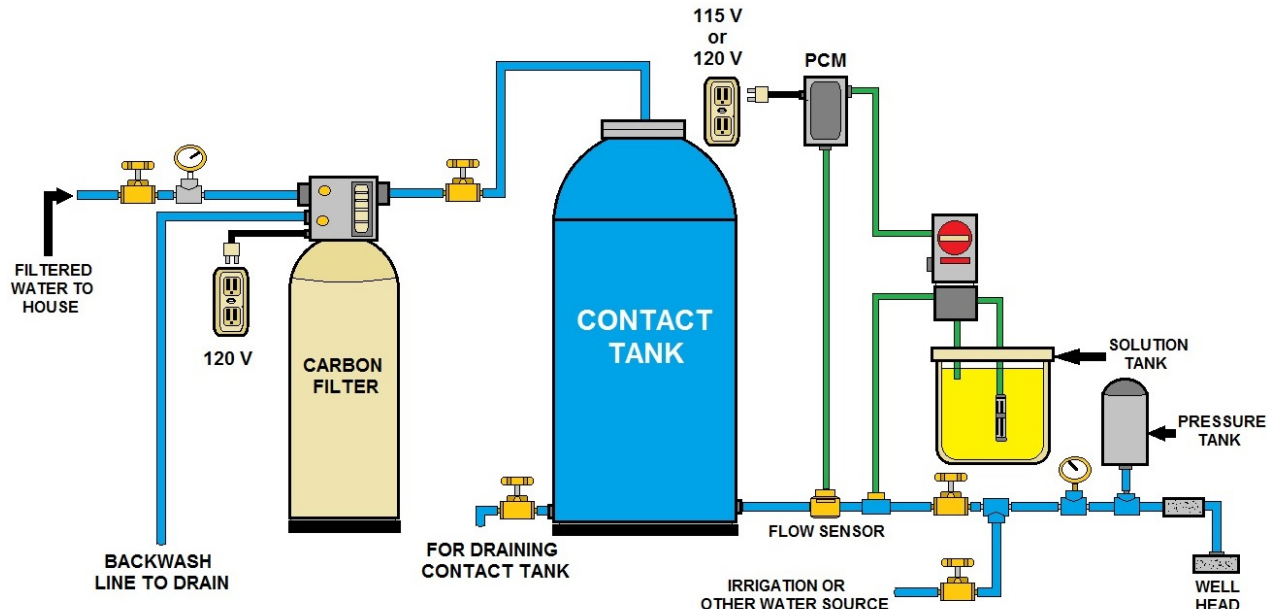 115 V
or
120 V
PCM
FILTERED
WATER TO
HOUSE
120 V
CARBON
FILTER
CONTACT
TANK
SOLUTION
TANK
PRESSURE
TANK
FLOW SENSOR
BACKWASH
LINE TO DRAIN
FOR DRAINING
CONTACT TANK
IRRIGATION OR
OTHER WATER SOURCE
WELL
HEAD